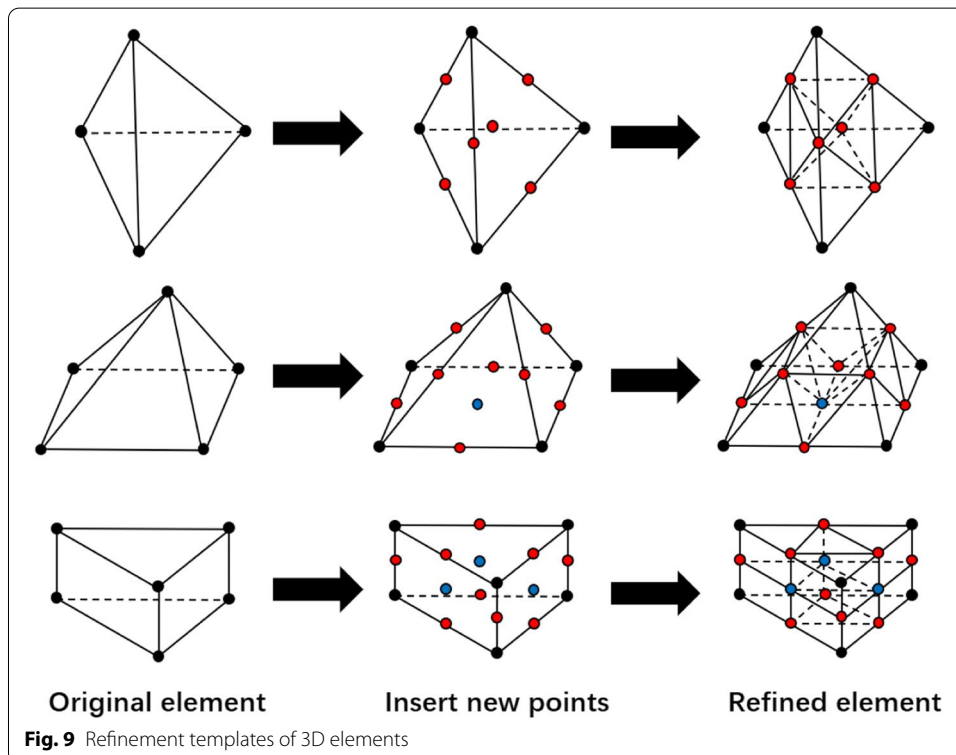 Original element
Insert new points
Refined element
Fig. 9 Refinement templates of 3D elements